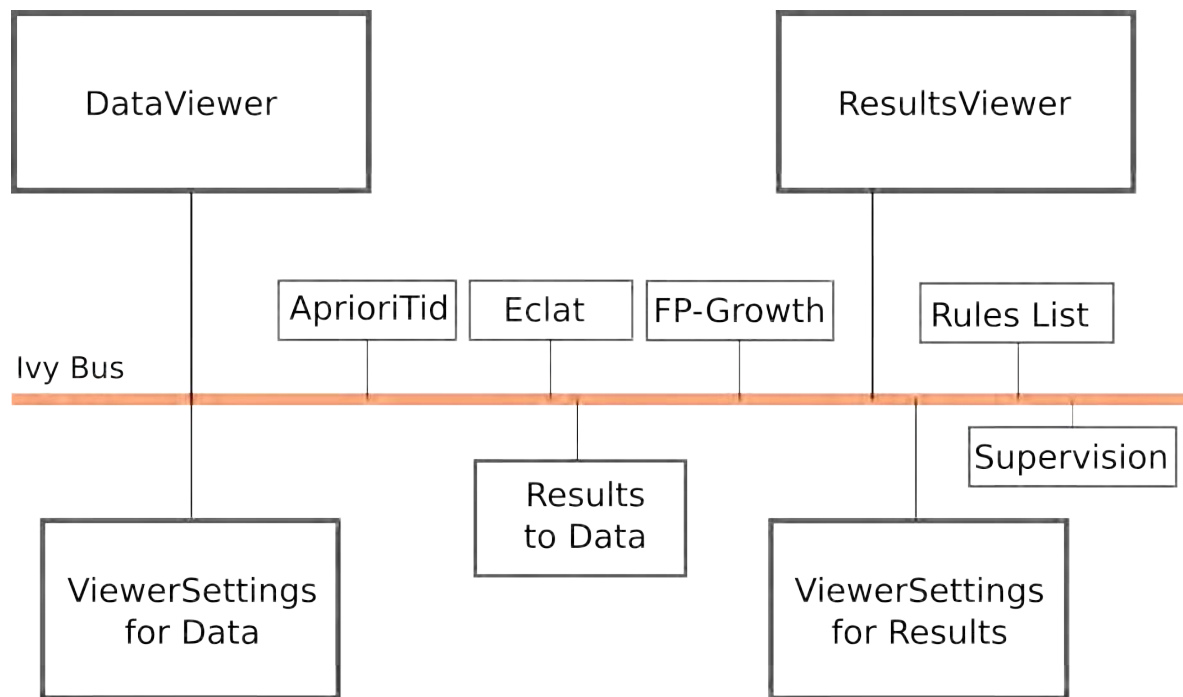 DataViewer
ResultsViewer
AprioriTid
Eclat
FP-Growth
Rules List
Ivy Bus
Supervision
Results
to Data
ViewerSettings
for Data
ViewerSettings
for Results